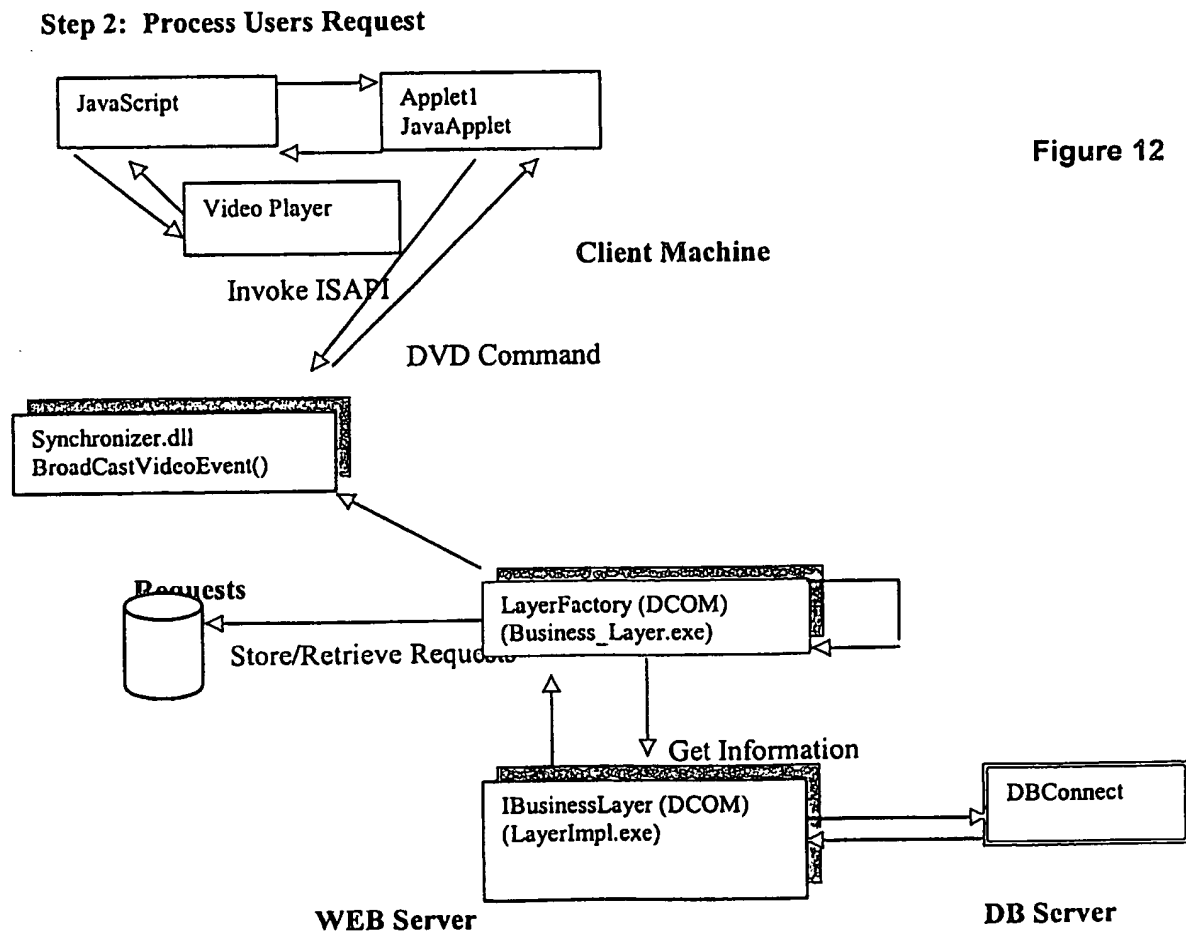 Step 2: Process Users Request
JavaScript
Applet1
JavaApplet
Figure 12
Video Player
Client Machine
Invoke ISAPI
DVD Command
Synchronizer.dll
BroadCastVideoEvent()
Requests
LayerFactory (DCOM)
(Business_Layer.exe)
Store/Retrieve Requests
Get Information
IBusinessLayer (DCOM)
(LayerImpl.exe)
DBConnect
WEB Server
DB Server